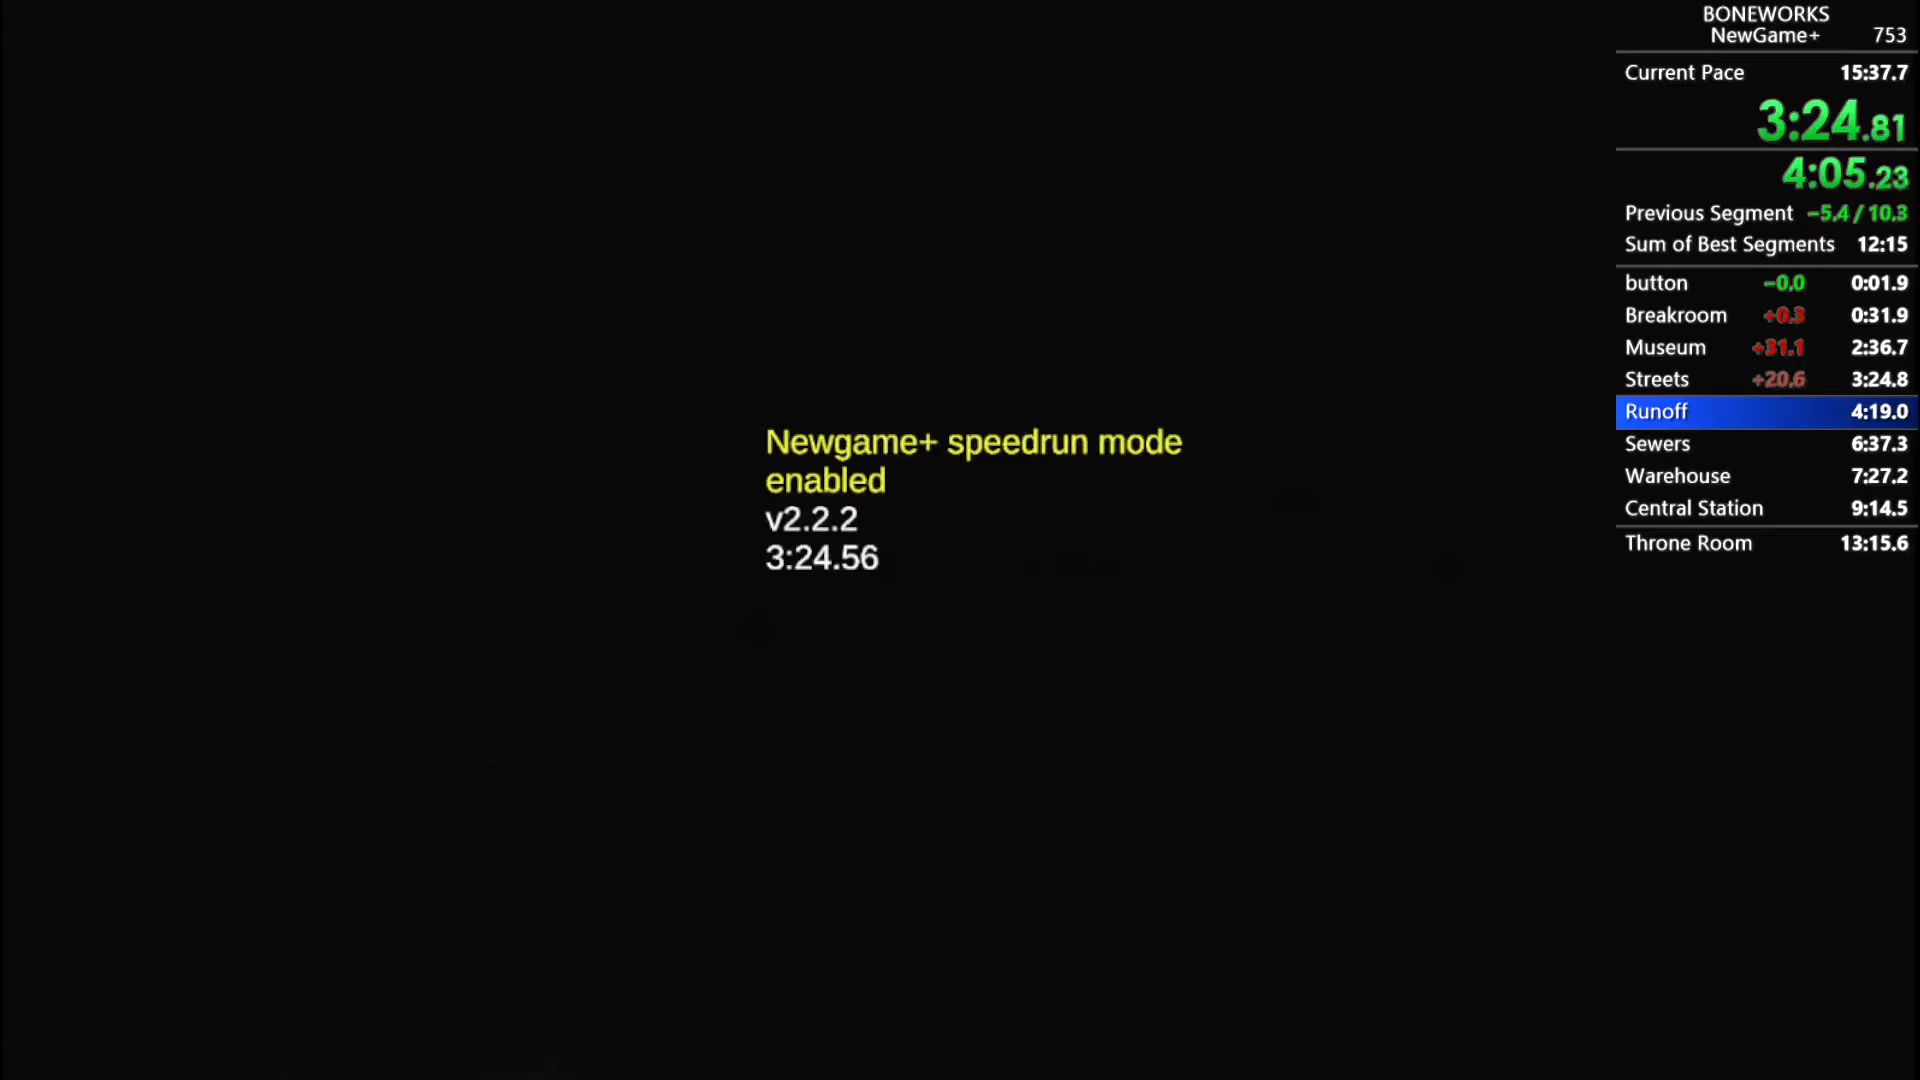 Newgame+ speedrun mode
enabled
v2.2.2
3:24.56
BONEWORKS
NewGame+ 753
Current Pace 15:37.7
3:24.81
4:05.23
Previous Segment −5.4 / 10.3
Sum of Best Segments 12:15
button −0.0 0:01.9
Breakroom +0.3 0:31.9
Museum +31.1 2:36.7
Streets +20.6 3:24.8
Runoff 4:19.0
Sewers 6:37.3
Warehouse 7:27.2
Central Station 9:14.5
Throne Room 13:15.6